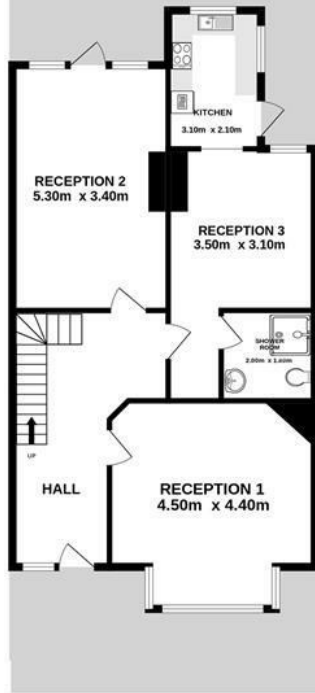 KITCHEN
3.10m x 2.10m
RECEPTION 2
5.30m x 3.40m
RECEPTION 3
3.50m x 3.10m
SHOWER
ROOM
UP
HALL
RECEPTION 1
4.50m x 4.40m